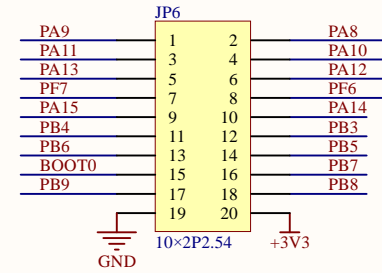 JP6
PA9 1 2 PA8
PA11 3 4 PA10
PA13 5 6 PA12
PF7 7 8 PF6
PA15 9 10 PA14
PB4 11 12 PB3
PB6 13 14 PB5
BOOT0 15 16 PB7
PB9 17 18 PB8
19 20
10×2P2.54
GND
+3V3